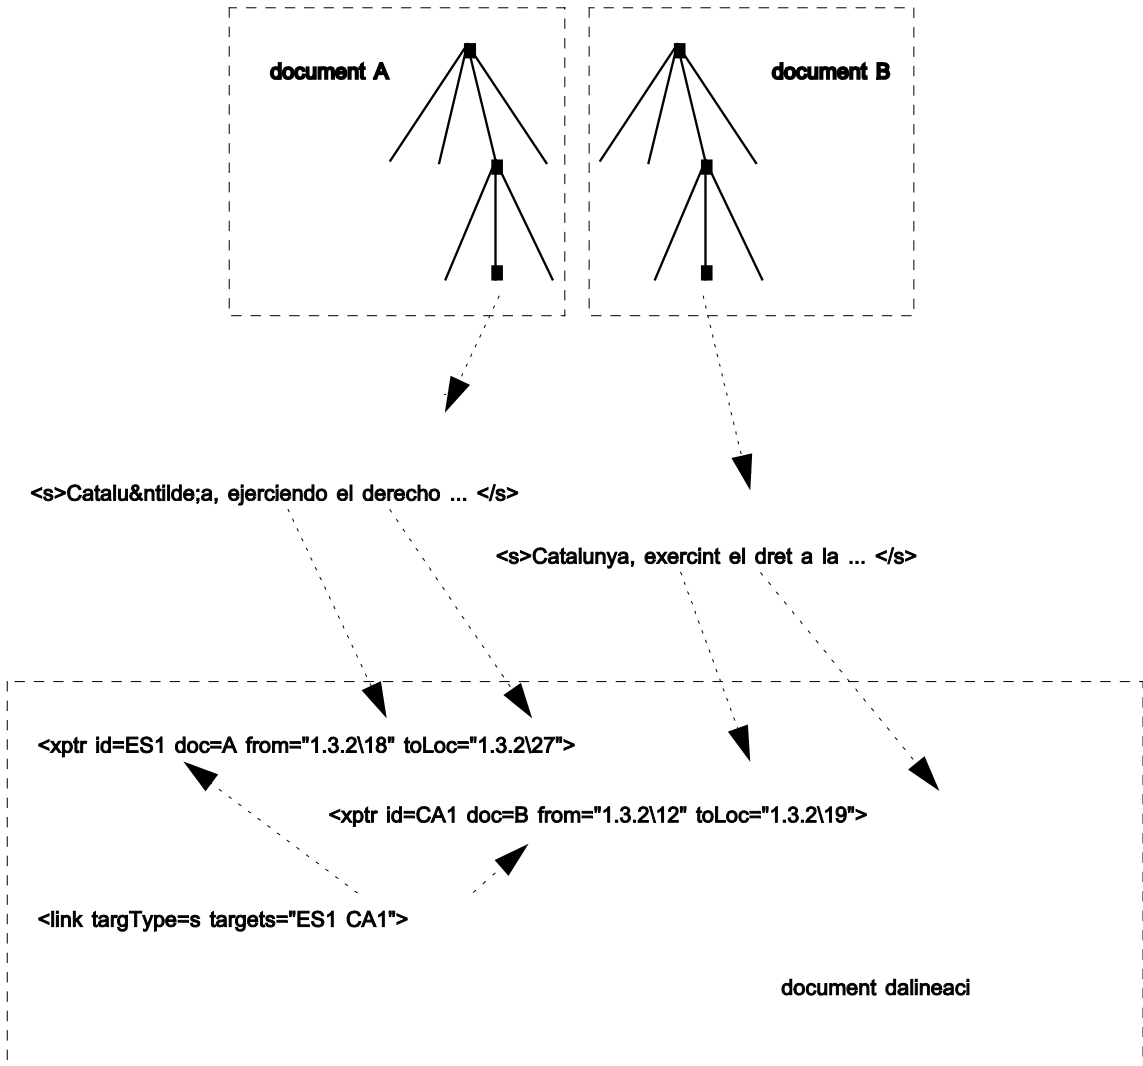 document A
document B
<s>Catalu&ntilde;a, ejerciendo el derecho ... </s>
<s>Catalunya, exercint el dret a la ... </s>
<xptr id=ES1 doc=A from="1.3.2\18" toLoc="1.3.2\27">
<xptr id=CA1 doc=B from="1.3.2\12" toLoc="1.3.2\19">
<link targType=s targets="ES1 CA1">
document dalineaci